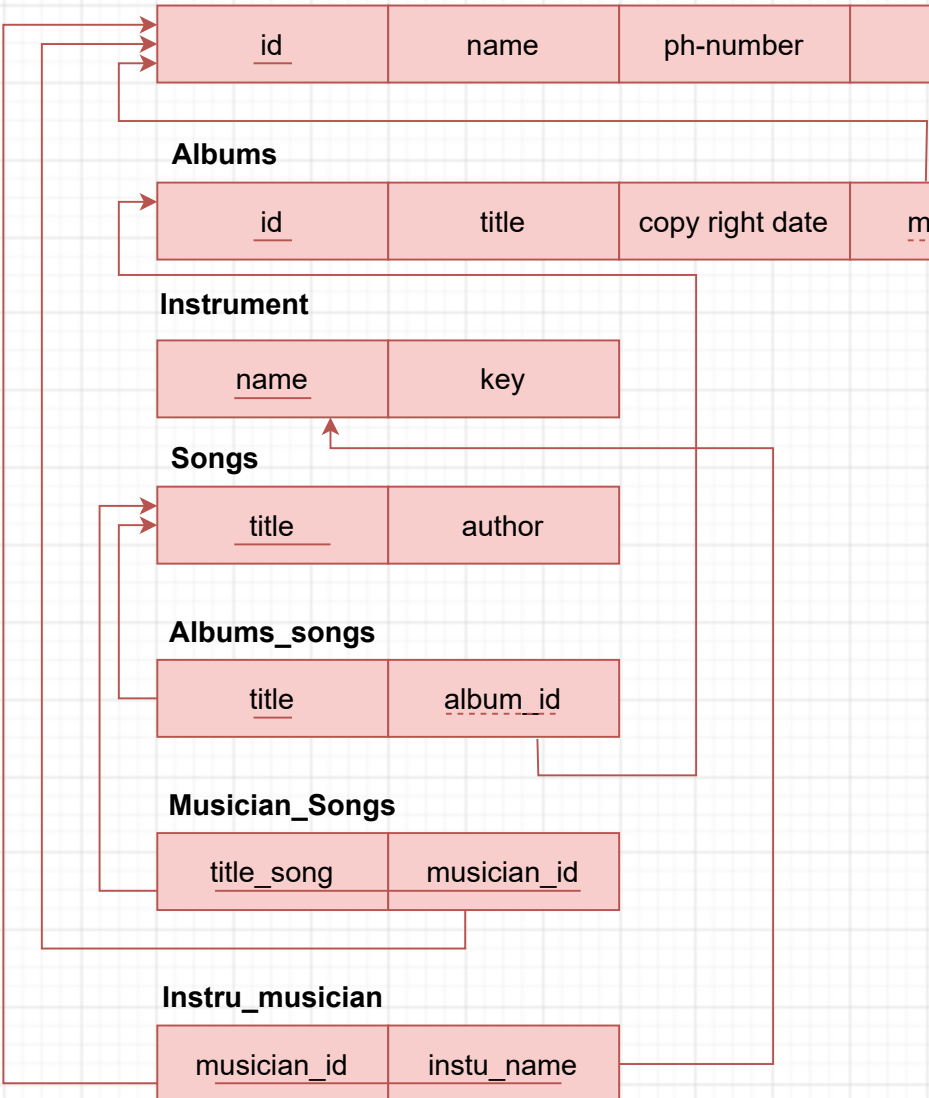 id name ph-number
Albums
id title copy right date m
Instrument
name key
Songs
title author
Albums_songs
title album_id
Musician_Songs
title_song musician_id
Instru_musician
musician_id instu_name